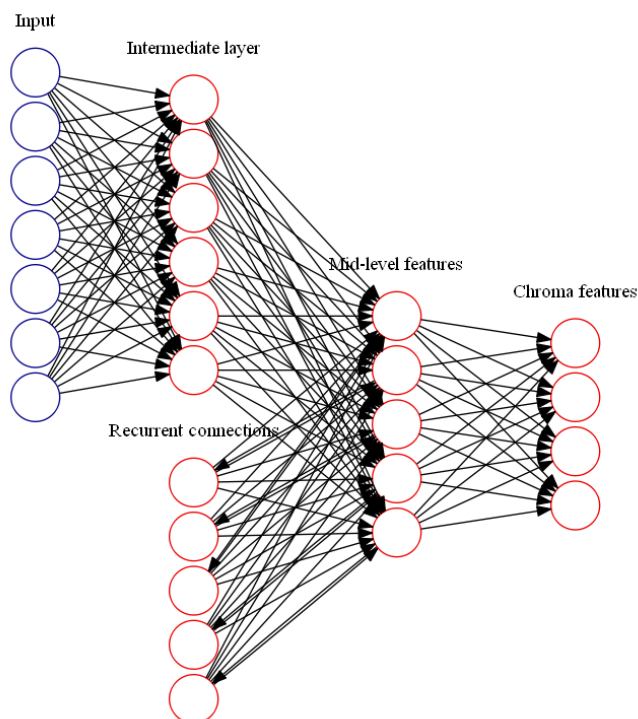 Input
Intermediate layer
Mid-level features
Chroma features
Recurrent connections